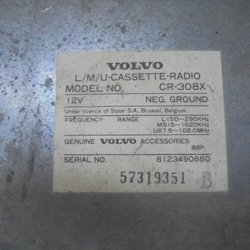 VOLVO
L/M/U-CASSETTE-RADIO
MODEL NO. CR-308X
12V NEG. GROUND
Under licence of Staar S.A., Brussel, Belgium.
FREQUENCY RANGE L150~290KHz
M515~1620KHz
U87.5~108.0MHz
GENUINE VOLVO ACCESSORIES
IMP.
SERIAL NO. 8123490880
57319351 B